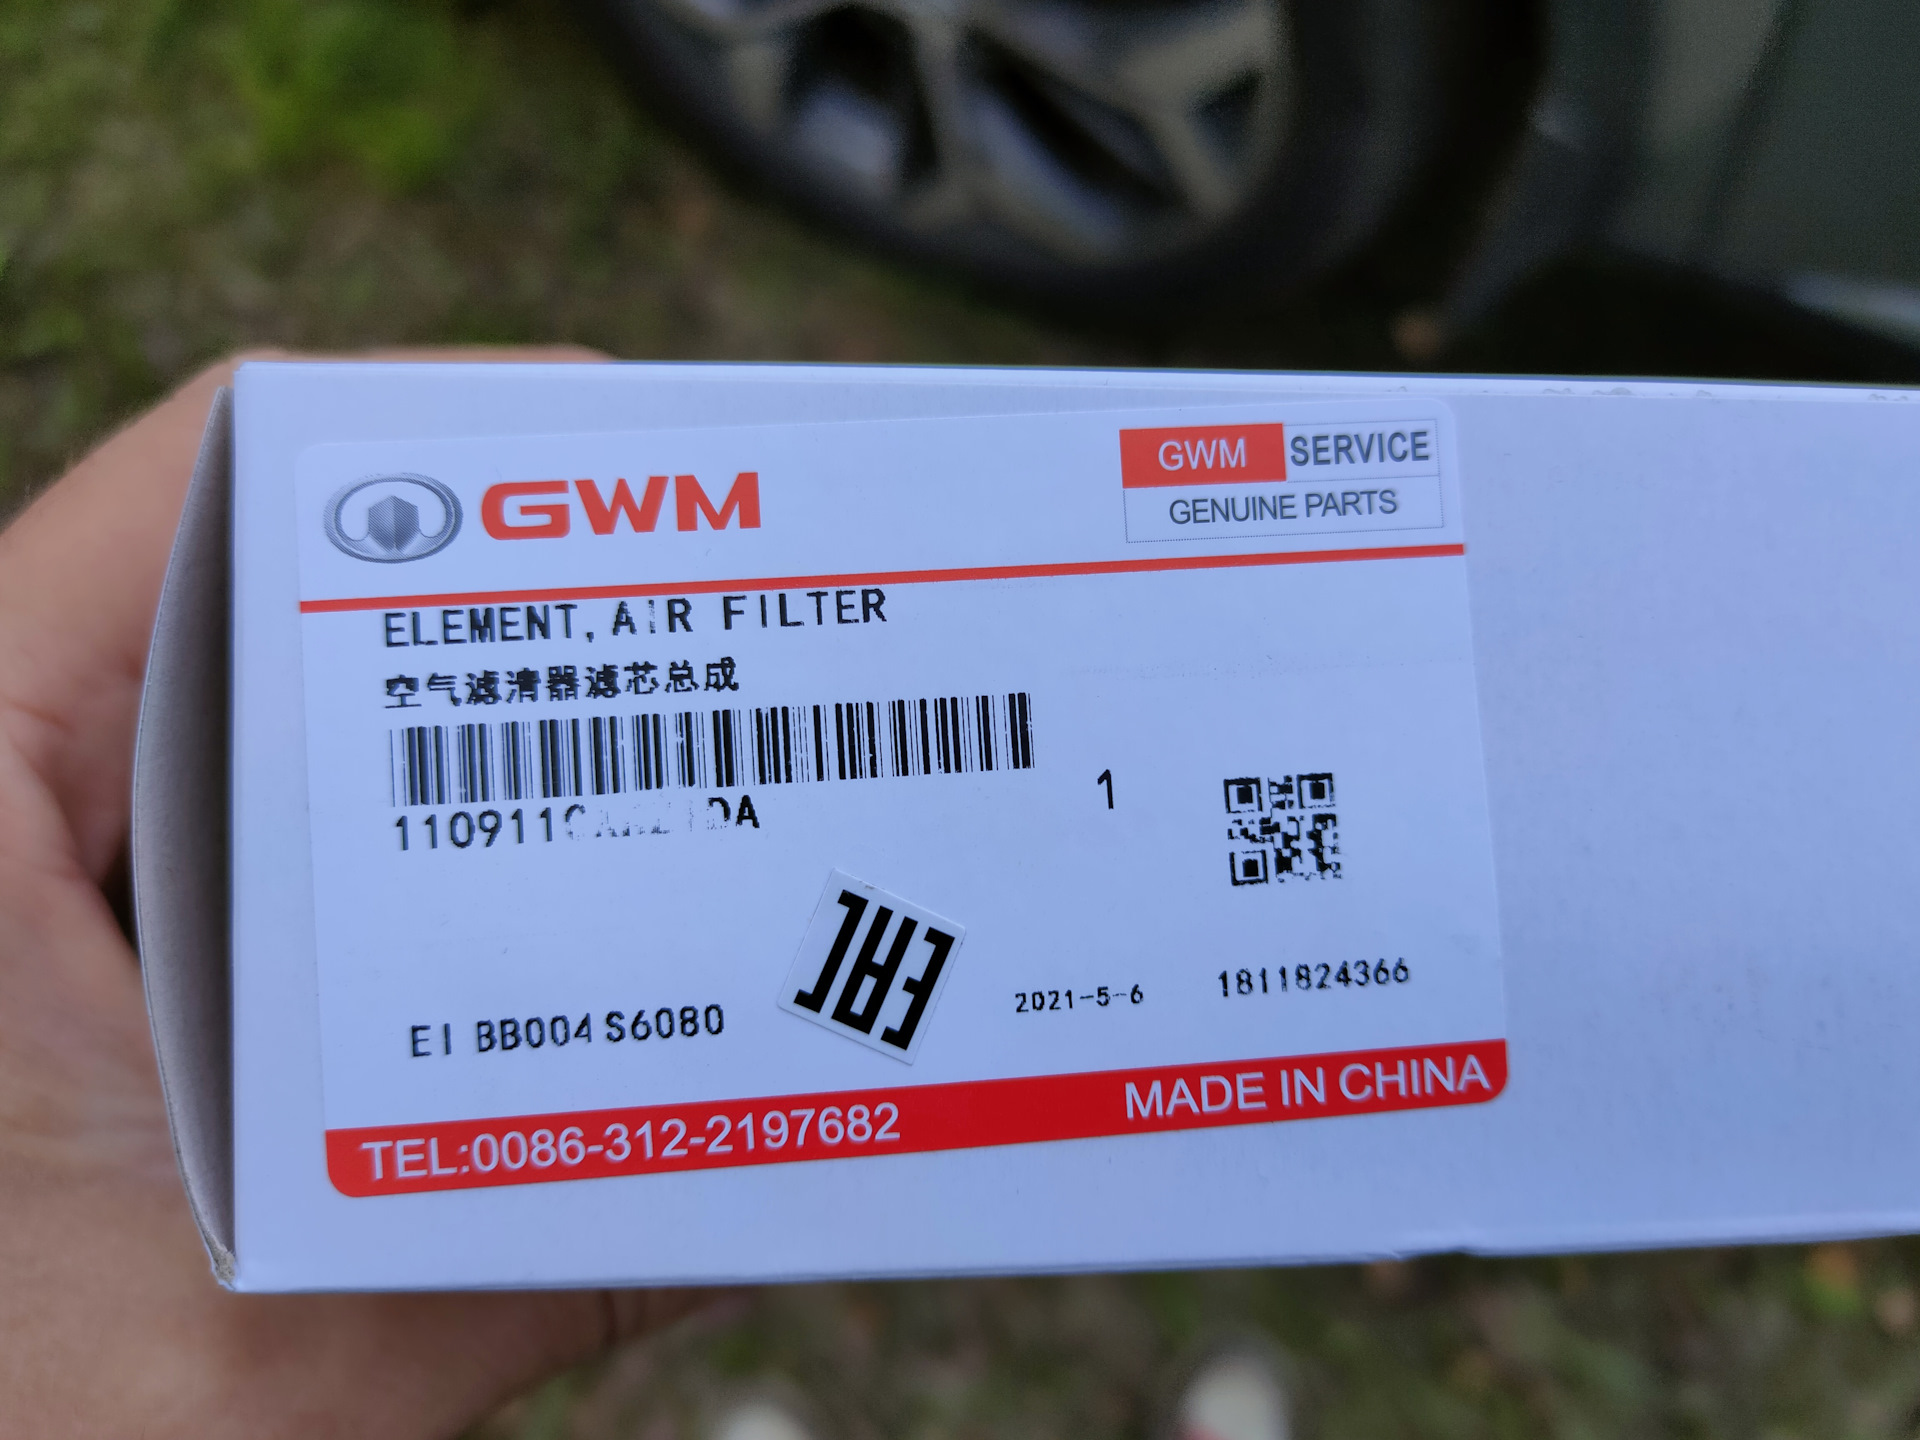 GWM
GWM SERVICE
GENUINE PARTS
ELEMENT, AIR FILTER
空气滤清器滤芯总成
1
EI BB004 S6080
2021-5-6
1811824366
TEL:0086-312-2197682
MADE IN CHINA